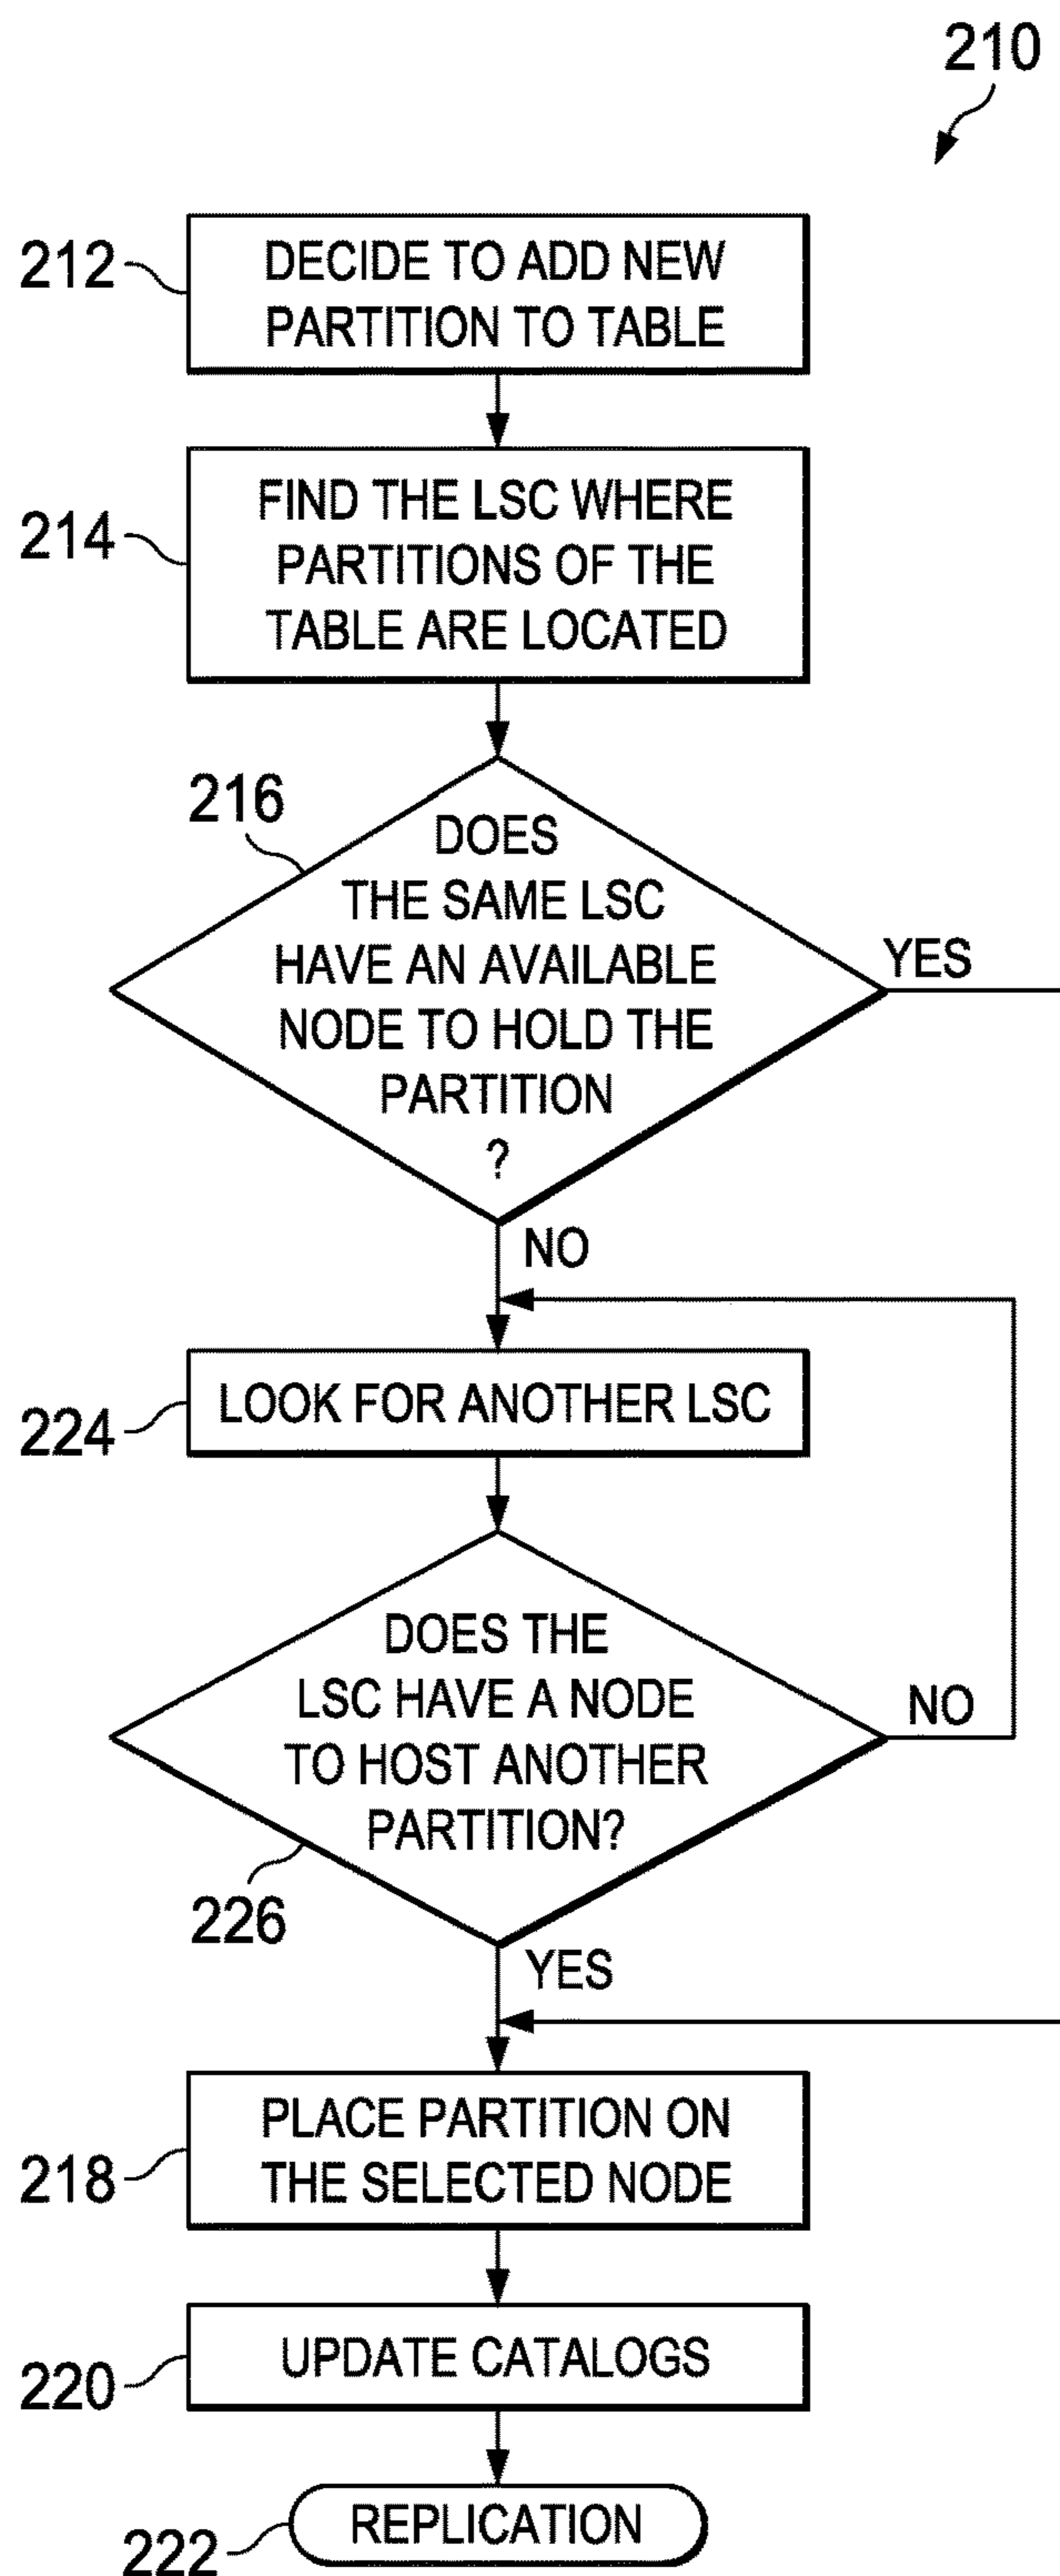 210
212
DECIDE TO ADD NEW
PARTITION TO TABLE
214
FIND THE LSC WHERE
PARTITIONS OF THE
TABLE ARE LOCATED
216
DOES
THE SAME LSC
HAVE AN AVAILABLE
NODE TO HOLD THE
PARTITION
?
YES
NO
224
LOOK FOR ANOTHER LSC
DOES THE
LSC HAVE A NODE
TO HOST ANOTHER
PARTITION?
NO
226
YES
218
PLACE PARTITION ON
THE SELECTED NODE
220
UPDATE CATALOGS
222
REPLICATION